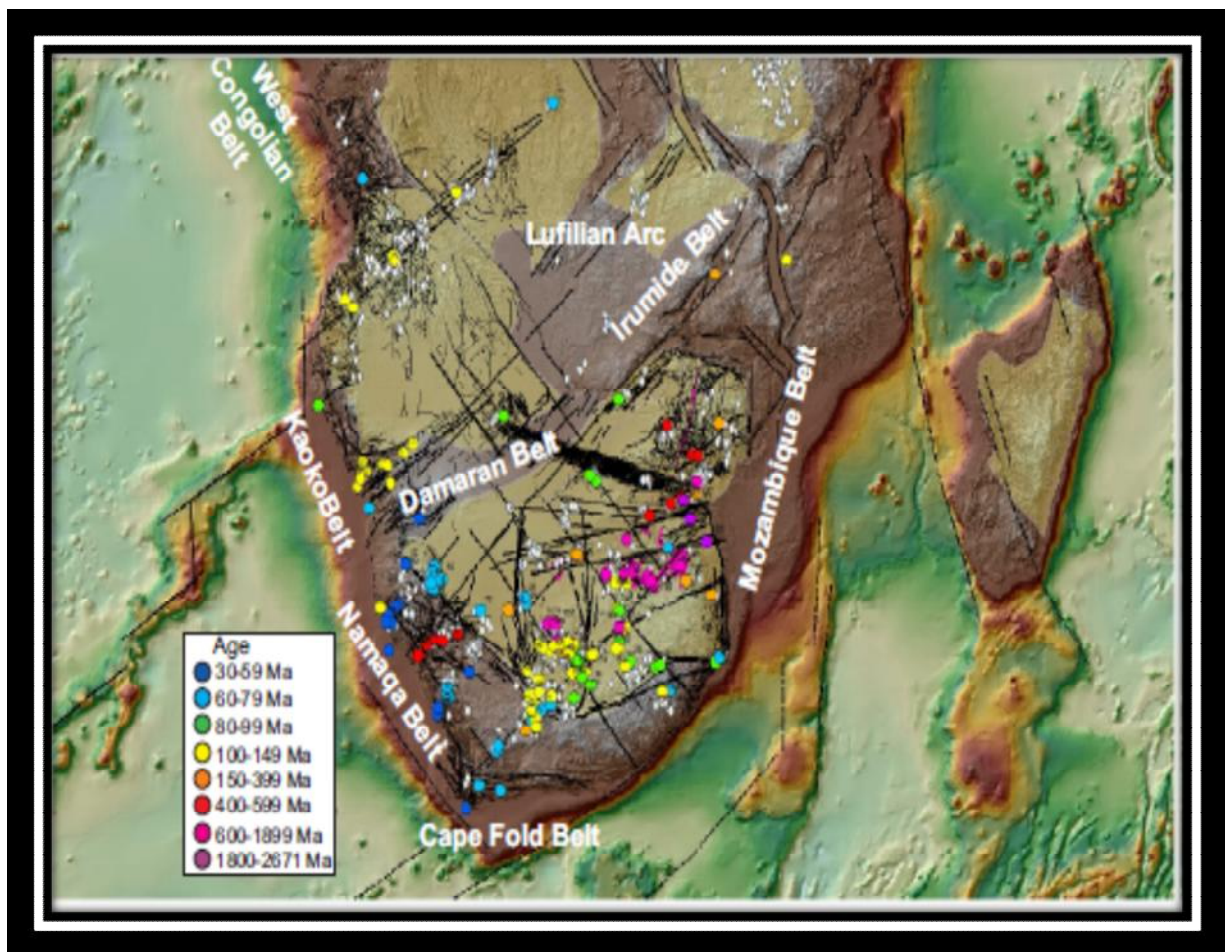 West
Congolian
Belt
Lufilian Arc
Irumide Belt
Mozambique Belt
KaokoBelt
Damaran Belt
Namaqa Belt
Cape Fold Belt
Age
30-59 Ma
60-79 Ma
80-99 Ma
100-149 Ma
150-399 Ma
400-599 Ma
600-1899 Ma
1800-2671 Ma